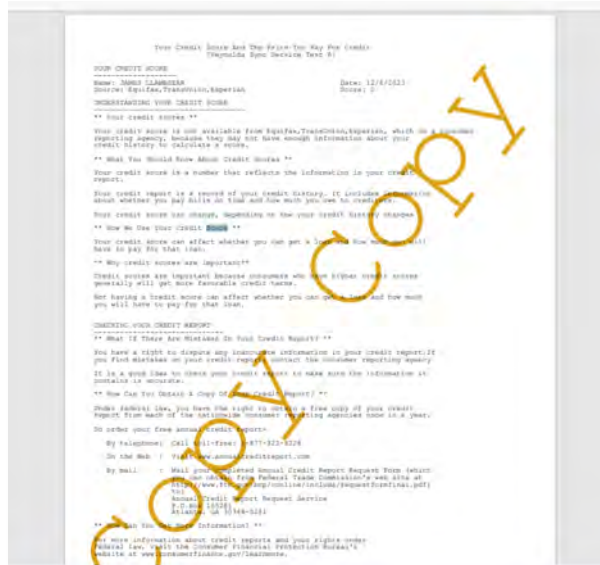 Your Credit Score And The Price You Pay For Credit
(Reynolds Sync Service Test #)
YOUR CREDIT SCORE
Name: JAMES Date: 12/8/2023
Source: Equifax,TransUnion,Experian Score:
UNDERSTANDING YOUR CREDIT SCORE
** Your credit scores **
Your credit score is not available from Equifax,TransUnion,Experian, which is a consumer
reporting agency, because they may not have enough information about your
credit history to calculate a score.
** What You Should Know About Credit Scores **
Your credit score is a number that reflects the information in your credit
report.
Your credit report is a record of your credit history. It includes information
about whether you pay bills on time and how much you owe to creditors.
Your credit score can change, depending on how your credit history changes
** How We Use Your Credit Score **
Your credit score can affect whether you can get a loan and how much you will
have to pay for that loan.
** Why credit scores are important**
Credit scores are important because consumers who have higher credit scores
generally will get more favorable credit terms.
Not having a credit score can affect whether you can get a loan and how much
you will have to pay for that loan.
CHECKING YOUR CREDIT REPORT
** What If There Are Mistakes In Your Credit Report? **
You have a right to dispute any inaccurate information in your credit report.If
you find mistakes on your credit report, contact the consumer reporting agency
It is a good idea to check your credit report to make sure the information it
contains is accurate.
** How Can You Obtain A Copy Of Your Credit Report? **
Under federal law, you have the right to obtain a free copy of your credit
report from each of the nationwide consumer reporting agencies once in a year.
To order your free annual credit report-
By telephone: Call toll-free: 1-877-322-8228
On the Web : Visit www.annualcreditreport.com
By mail : Mail your completed Annual Credit Report Request Form (which
you can obtain from Federal Trade Commission's web site at
http://www.ftc.gov/bcp/online/include/requestformfinal.pdf)
to:
Annual Credit Report Request Service
P.O.Box 105281
Atlanta, GA 30348-5281
** How Can You Get More Information? **
For more information about credit reports and your rights under
Federal law, visit the Consumer Financial Protection Bureau's
website at www.consumerfinance.gov/learnmore.
Copy
Copy